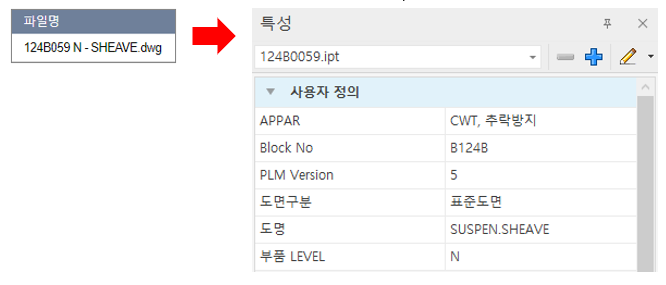 파일명
124B059 N - SHEAVE.dwg
특성
124B0059.ipt
사용자 정의
APPAR CWT, 추락방지
Block No B124B
PLM Version 5
도면구분 표준도면
도명 SUSPEN.SHEAVE
부품 LEVEL N